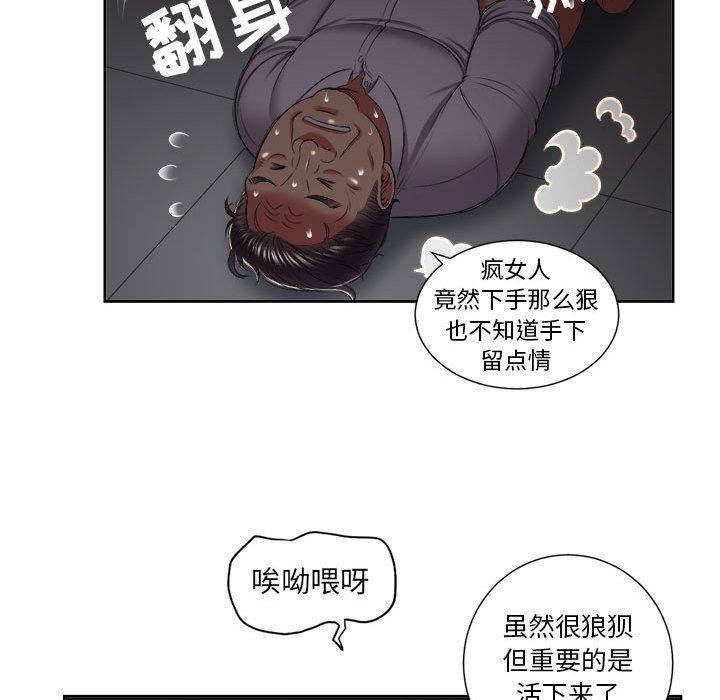 翻身
疯女人
竟然下手那么狠
也不知道手下
留点情
唉呦喂呀
虽然很狼狈
但重要的是
活下来了